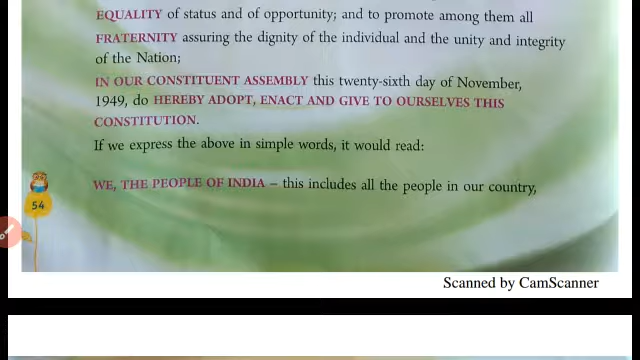 EQUALITY of status and of opportunity; and to promote among them all
FRATERNITY assuring the dignity of the individual and the unity and integrity
of the Nation;
IN OUR CONSTITUENT ASSEMBLY this twenty-sixth day of November,
1949, do HEREBY ADOPT, ENACT AND GIVE TO OURSELVES THIS
CONSTITUTION.
If we express the above in simple words, it would read:
WE, THE PEOPLE OF INDIA – this includes all the people in our country,
54
Scanned by CamScanner